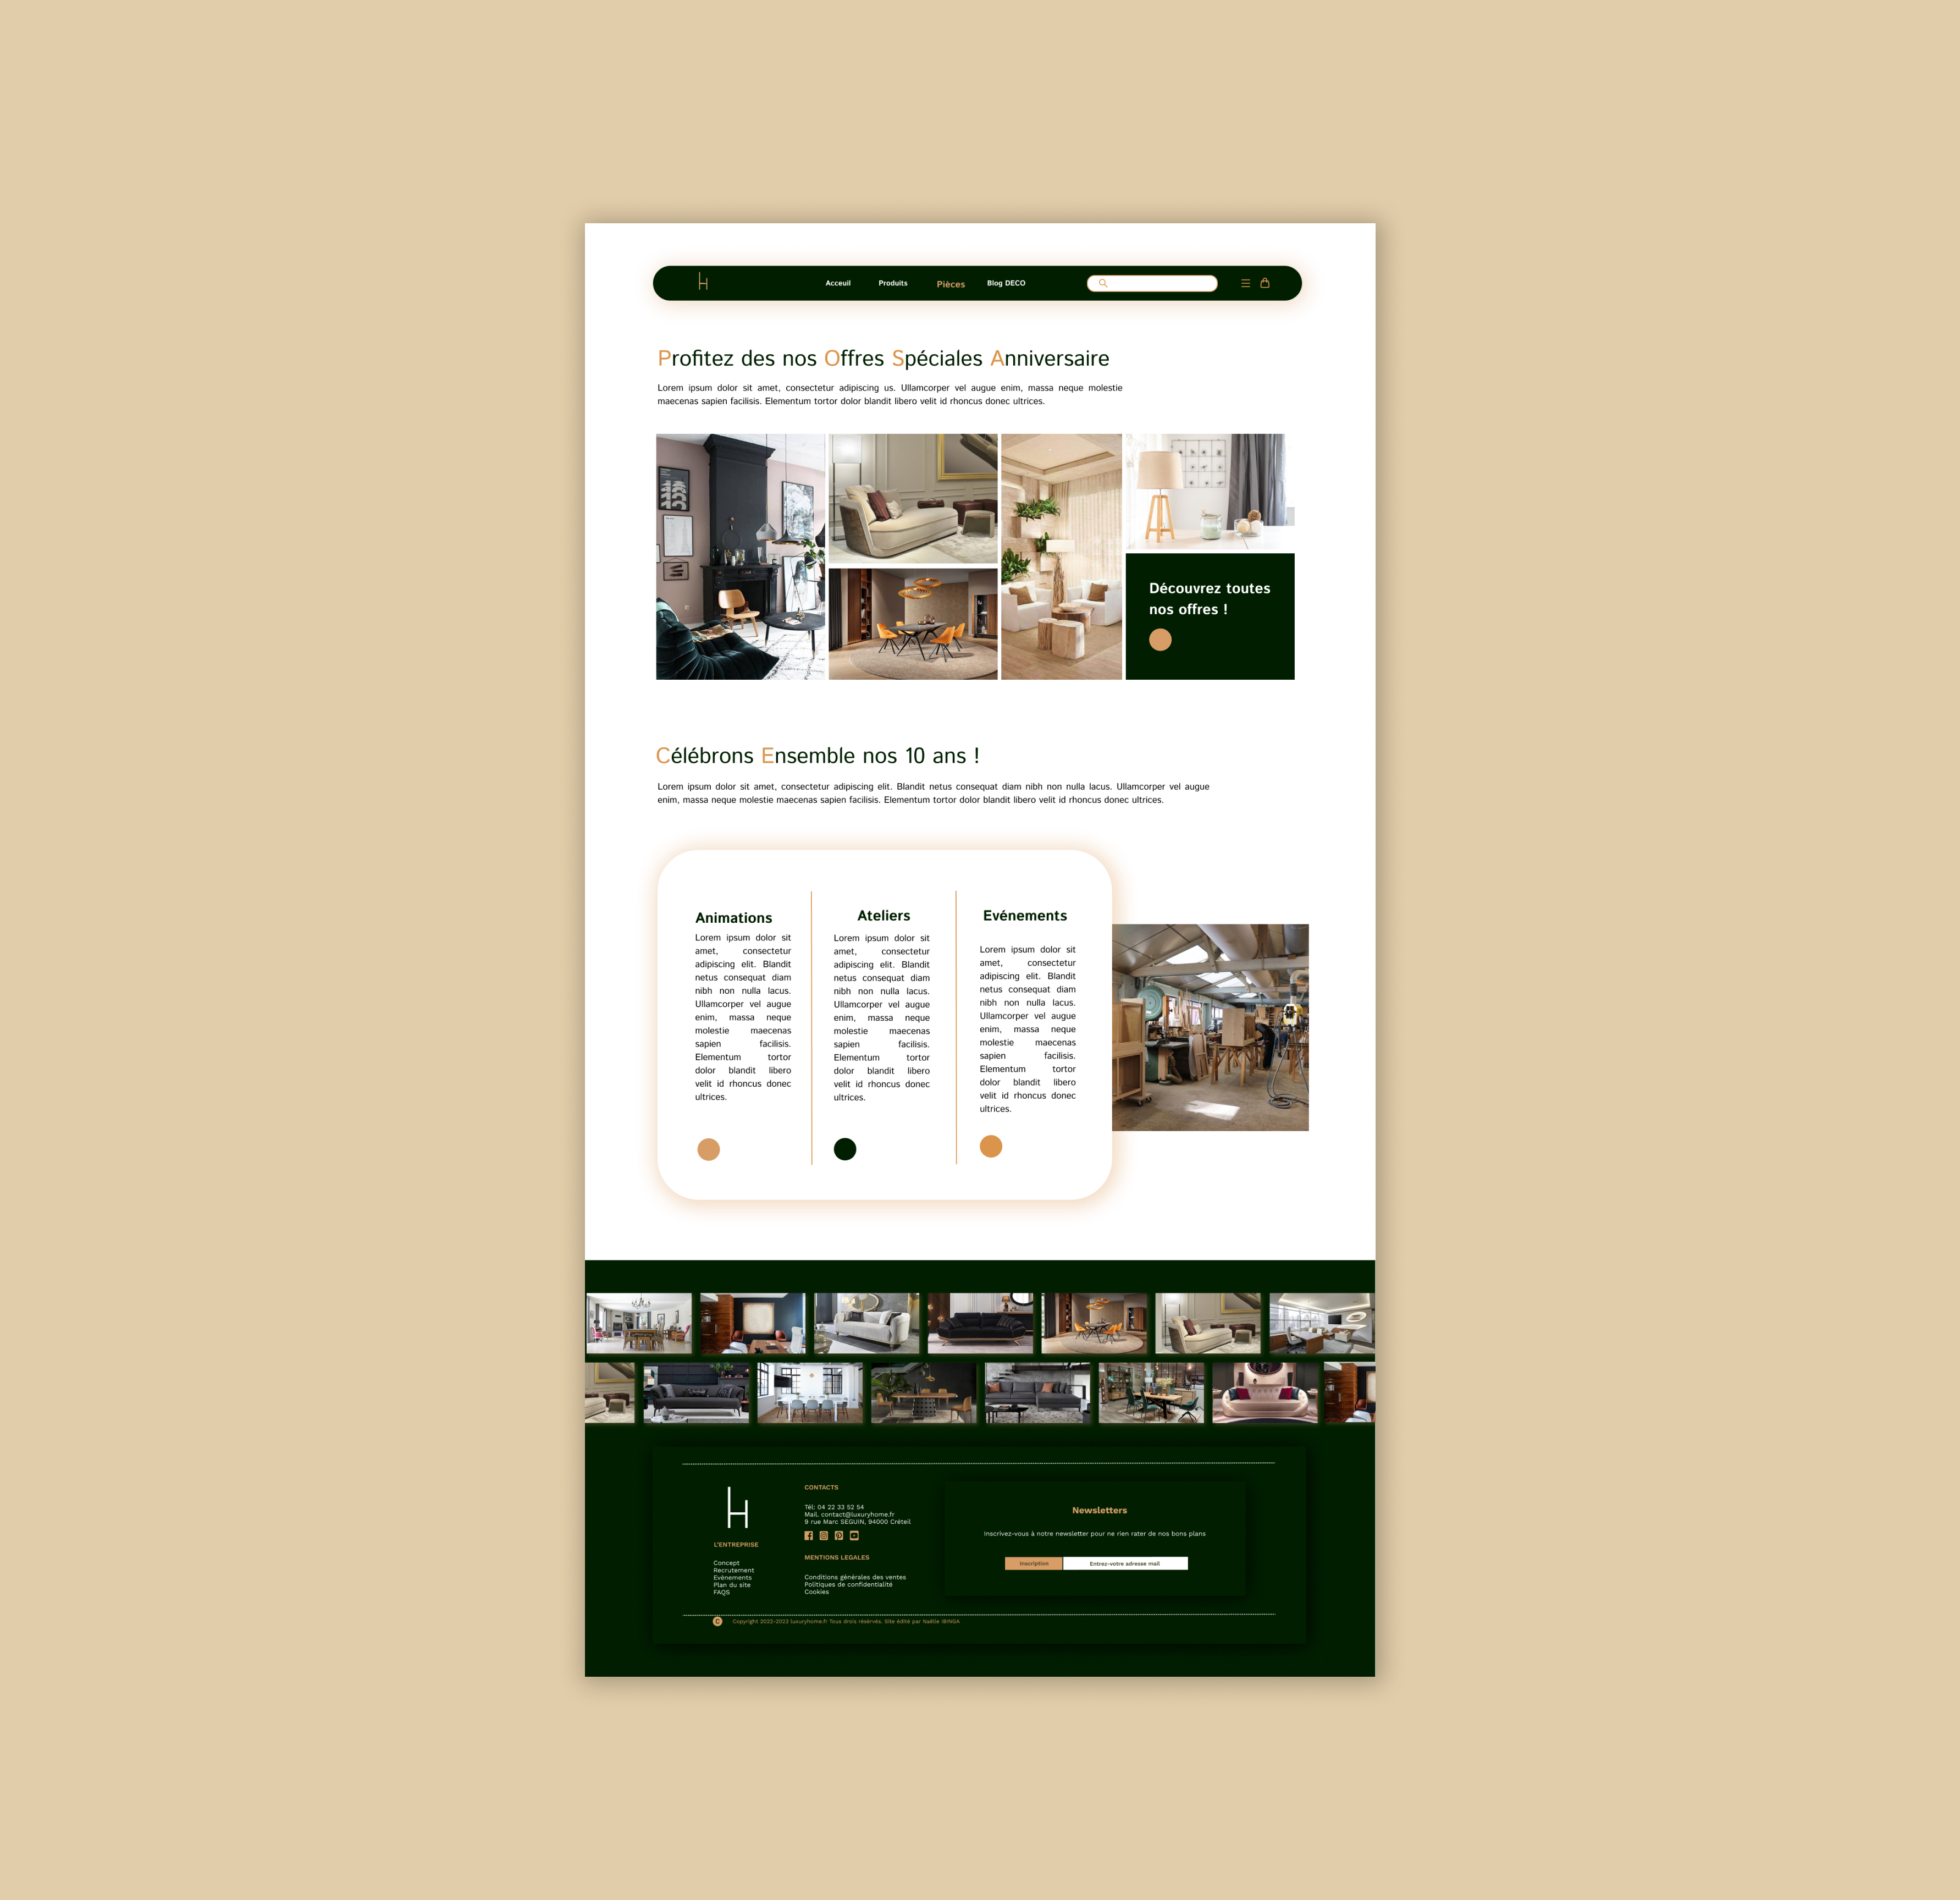 Acceuil Produits Pièces Blog DECO
Profitez des nos Offres Spéciales Anniversaire
Lorem ipsum dolor sit amet, consectetur adipiscing us. Ullamcorper vel augue enim, massa neque molestie
maecenas sapien facilisis. Elementum tortor dolor blandit libero velit id rhoncus donec ultrices.
Découvrez toutes
nos offres !
Célébrons Ensemble nos 10 ans !
Lorem ipsum dolor sit amet, consectetur adipiscing elit. Blandit netus consequat diam nibh non nulla lacus. Ullamcorper vel augue
enim, massa neque molestie maecenas sapien facilisis. Elementum tortor dolor blandit libero velit id rhoncus donec ultrices.
Animations
Lorem ipsum dolor sit
amet, consectetur
adipiscing elit. Blandit
netus consequat diam
nibh non nulla lacus.
Ullamcorper vel augue
enim, massa neque
molestie maecenas
sapien facilisis.
Elementum tortor
dolor blandit libero
velit id rhoncus donec
ultrices.
Ateliers
Lorem ipsum dolor sit
amet, consectetur
adipiscing elit. Blandit
netus consequat diam
nibh non nulla lacus.
Ullamcorper vel augue
enim, massa neque
molestie maecenas
sapien facilisis.
Elementum tortor
dolor blandit libero
velit id rhoncus donec
ultrices.
Evénements
Lorem ipsum dolor sit
amet, consectetur
adipiscing elit. Blandit
netus consequat diam
nibh non nulla lacus.
Ullamcorper vel augue
enim, massa neque
molestie maecenas
sapien facilisis.
Elementum tortor
dolor blandit libero
velit id rhoncus donec
ultrices.
L'ENTREPRISE
Concept
Recrutement
Evénements
Plan du site
FAQS
CONTACTS
Tél: 04 22 33 52 54
Mail. contact@luxuryhome.fr
9 rue Marc SEGUIN, 94000 Créteil
MENTIONS LEGALES
Conditions générales des ventes
Politiques de confidentialité
Cookies
Newsletters
Inscrivez-vous à notre newsletter pour ne rien rater de nos bons plans
Inscription Entrez-votre adresse mail
C Copyright 2022-2023 luxuryhome.fr Tous drois résérvés. Site édité par Naëlle IBINGA